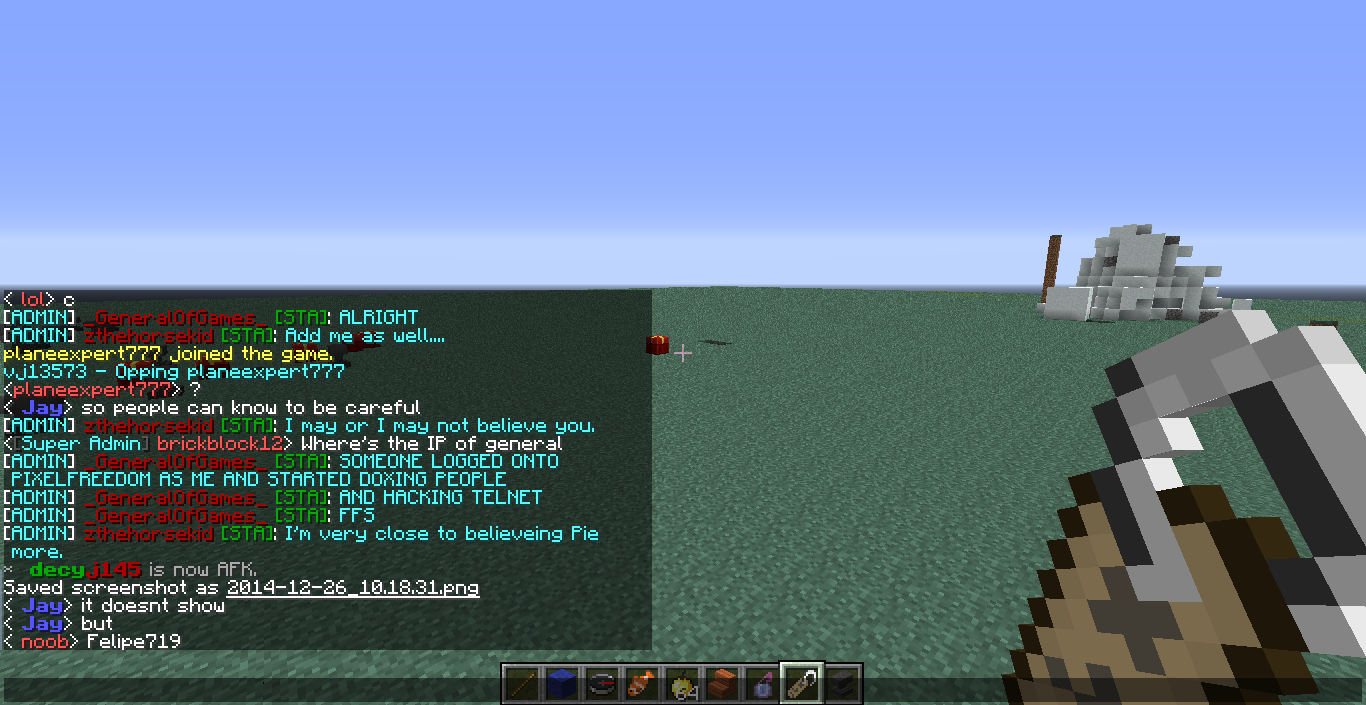 < lol> c
[ADMIN] _GeneralOfGames_ [STA]: ALRIGHT
[ADMIN] zthehorsekid [STA]: Add me as well....
planeexpert777 joined the game.
vj13573 - Opping planeexpert777
<planeexpert777> ?
< Jay> so people can know to be careful
[ADMIN] zthehorsekid [STA]: I may or I may not believe you.
<[Super Admin] brickblock12> Where's the IP of general
[ADMIN] _GeneralOfGames_ [STA]: SOMEONE LOGGED ONTO
PIXELFREEDOM AS ME AND STARTED DOXING PEOPLE
[ADMIN] _GeneralOfGames_ [STA]: AND HACKING TELNET
[ADMIN] _GeneralOfGames_ [STA]: FFS
[ADMIN] zthehorsekid [STA]: I'm very close to believeing Pie
more.
* decyj145 is now AFK.
Saved screenshot as 2014-12-26_10.18.31.png
< Jay> it doesnt show
< Jay> but
< noob> Felipe719
64